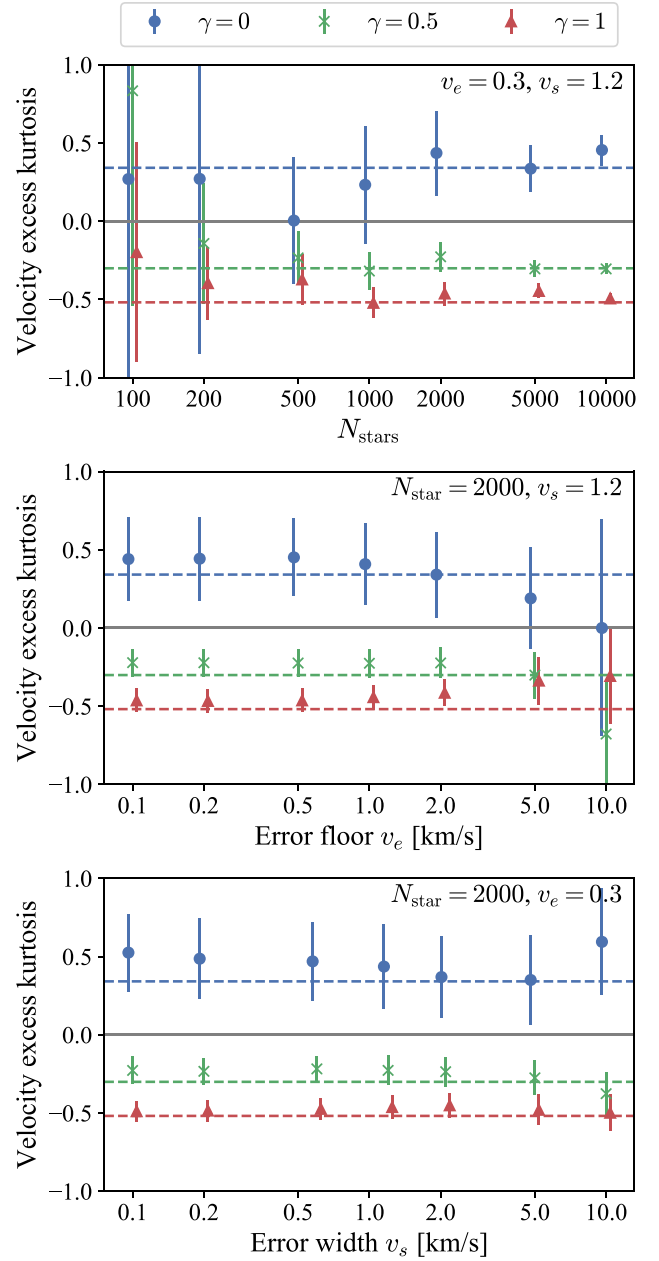 γ = 0 γ = 0.5 γ = 1
v_e = 0.3, v_s = 1.2
Velocity excess kurtosis
1.0
0.5
0.0
−0.5
−1.0
100 200 500 1000 2000 5000 10000
N_stars
N_star = 2000, v_s = 1.2
Velocity excess kurtosis
1.0
0.5
0.0
−0.5
−1.0
0.1 0.2 0.5 1.0 2.0 5.0 10.0
Error floor v_e [km/s]
N_star = 2000, v_e = 0.3
Velocity excess kurtosis
1.0
0.5
0.0
−0.5
−1.0
0.1 0.2 0.5 1.0 2.0 5.0 10.0
Error width v_s [km/s]